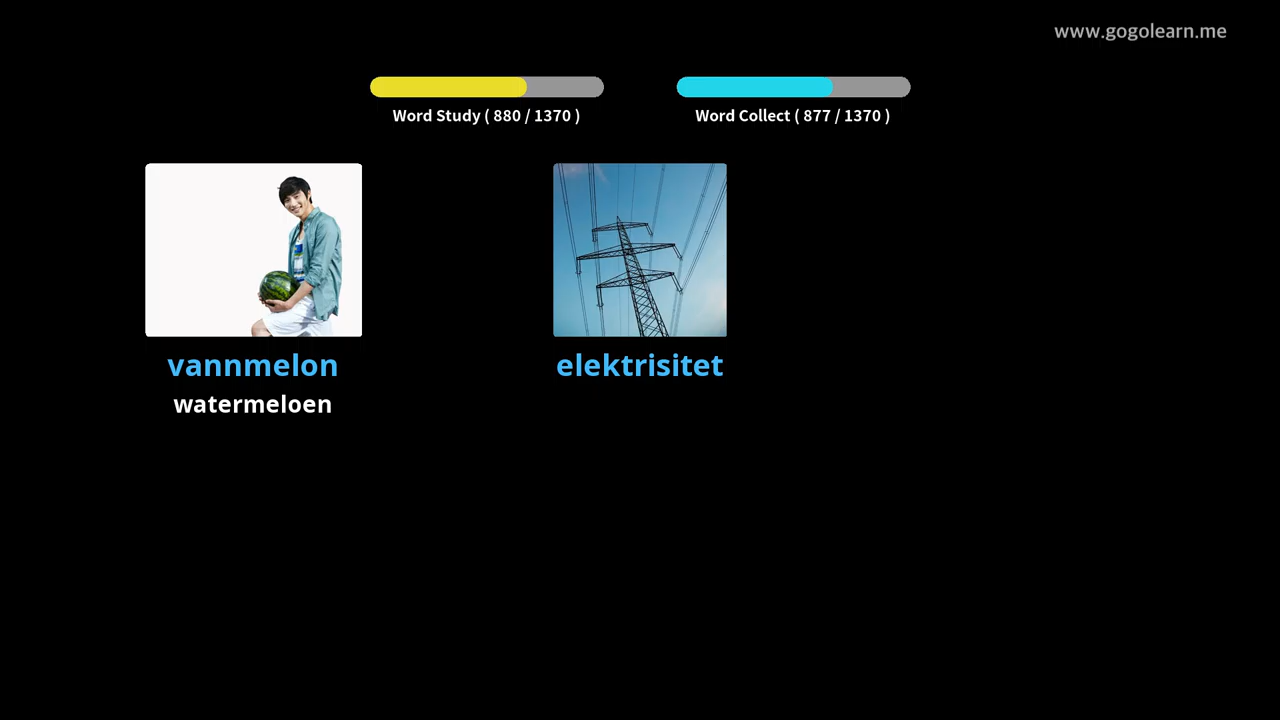 www.gogolearn.me
Word Study ( 880 / 1370 )
Word Collect ( 877 / 1370 )
vannmelon
watermeloen
elektrisitet